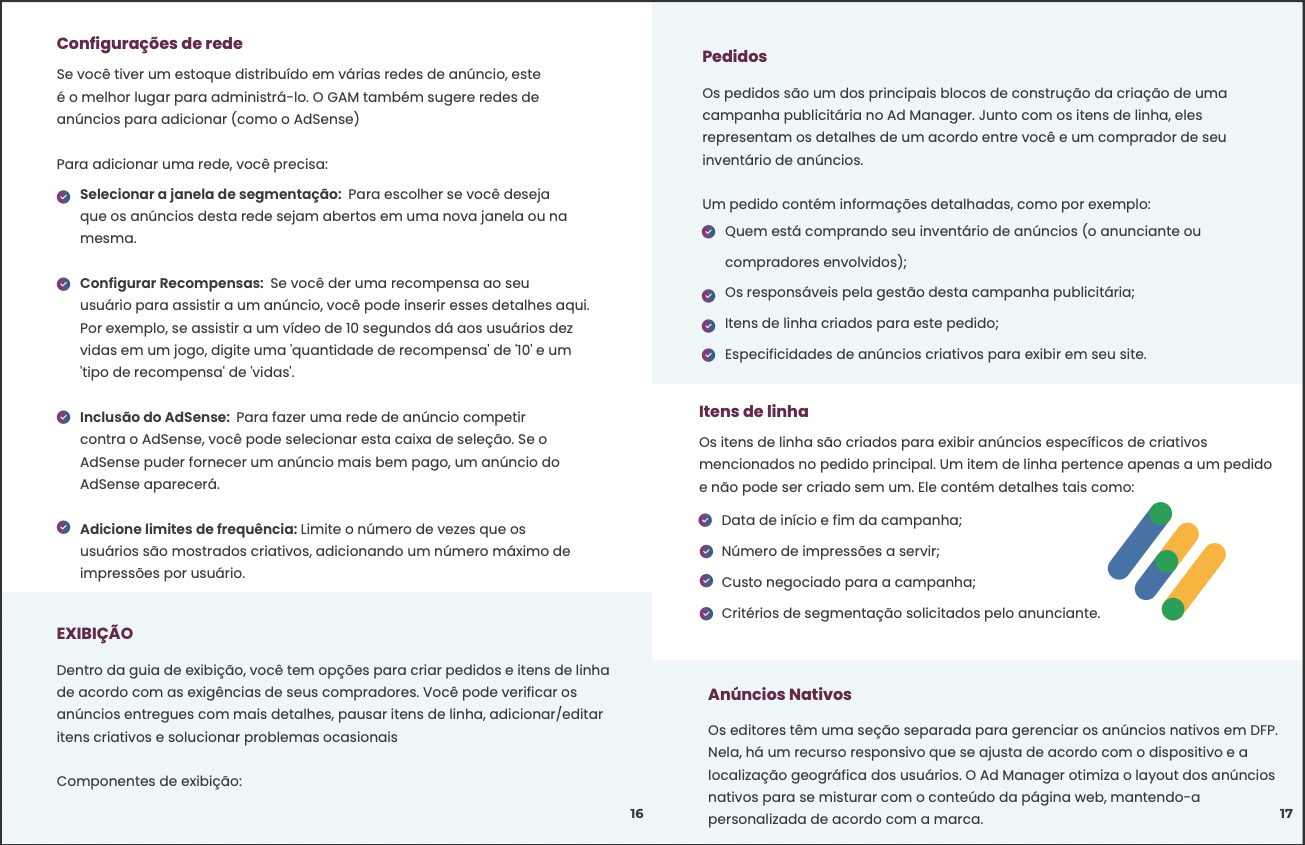 Configurações de rede
Se você tiver um estoque distribuído em várias redes de anúncio, este
é o melhor lugar para administrá-lo. O GAM também sugere redes de
anúncios para adicionar (como o AdSense)
Para adicionar uma rede, você precisa:
Selecionar a janela de segmentação: Para escolher se você deseja
que os anúncios desta rede sejam abertos em uma nova janela ou na
mesma.
Configurar Recompensas: Se você der uma recompensa ao seu
usuário para assistir a um anúncio, você pode inserir esses detalhes aqui.
Por exemplo, se assistir a um vídeo de 10 segundos dá aos usuários dez
vidas em um jogo, digite uma 'quantidade de recompensa' de '10' e um
'tipo de recompensa' de 'vidas'.
Inclusão do AdSense: Para fazer uma rede de anúncio competir
contra o AdSense, você pode selecionar esta caixa de seleção. Se o
AdSense puder fornecer um anúncio mais bem pago, um anúncio do
AdSense aparecerá.
Adicione limites de frequência: Limite o número de vezes que os
usuários são mostrados criativos, adicionando um número máximo de
impressões por usuário.
EXIBIÇÃO
Dentro da guia de exibição, você tem opções para criar pedidos e itens de linha
de acordo com as exigências de seus compradores. Você pode verificar os
anúncios entregues com mais detalhes, pausar itens de linha, adicionar/editar
itens criativos e solucionar problemas ocasionais
Componentes de exibição:
16
Pedidos
Os pedidos são um dos principais blocos de construção da criação de uma
campanha publicitária no Ad Manager. Junto com os itens de linha, eles
representam os detalhes de um acordo entre você e um comprador de seu
inventário de anúncios.
Um pedido contém informações detalhadas, como por exemplo:
Quem está comprando seu inventário de anúncios (o anunciante ou
compradores envolvidos);
Os responsáveis pela gestão desta campanha publicitária;
Itens de linha criados para este pedido;
Especificidades de anúncios criativos para exibir em seu site.
Itens de linha
Os itens de linha são criados para exibir anúncios específicos de criativos
mencionados no pedido principal. Um item de linha pertence apenas a um pedido
e não pode ser criado sem um. Ele contém detalhes tais como:
Data de início e fim da campanha;
Número de impressões a servir;
Custo negociado para a campanha;
Critérios de segmentação solicitados pelo anunciante.
Anúncios Nativos
Os editores têm uma seção separada para gerenciar os anúncios nativos em DFP.
Nela, há um recurso responsivo que se ajusta de acordo com o dispositivo e a
localização geográfica dos usuários. O Ad Manager otimiza o layout dos anúncios
nativos para se misturar com o conteúdo da página web, mantendo-a
personalizada de acordo com a marca.
17